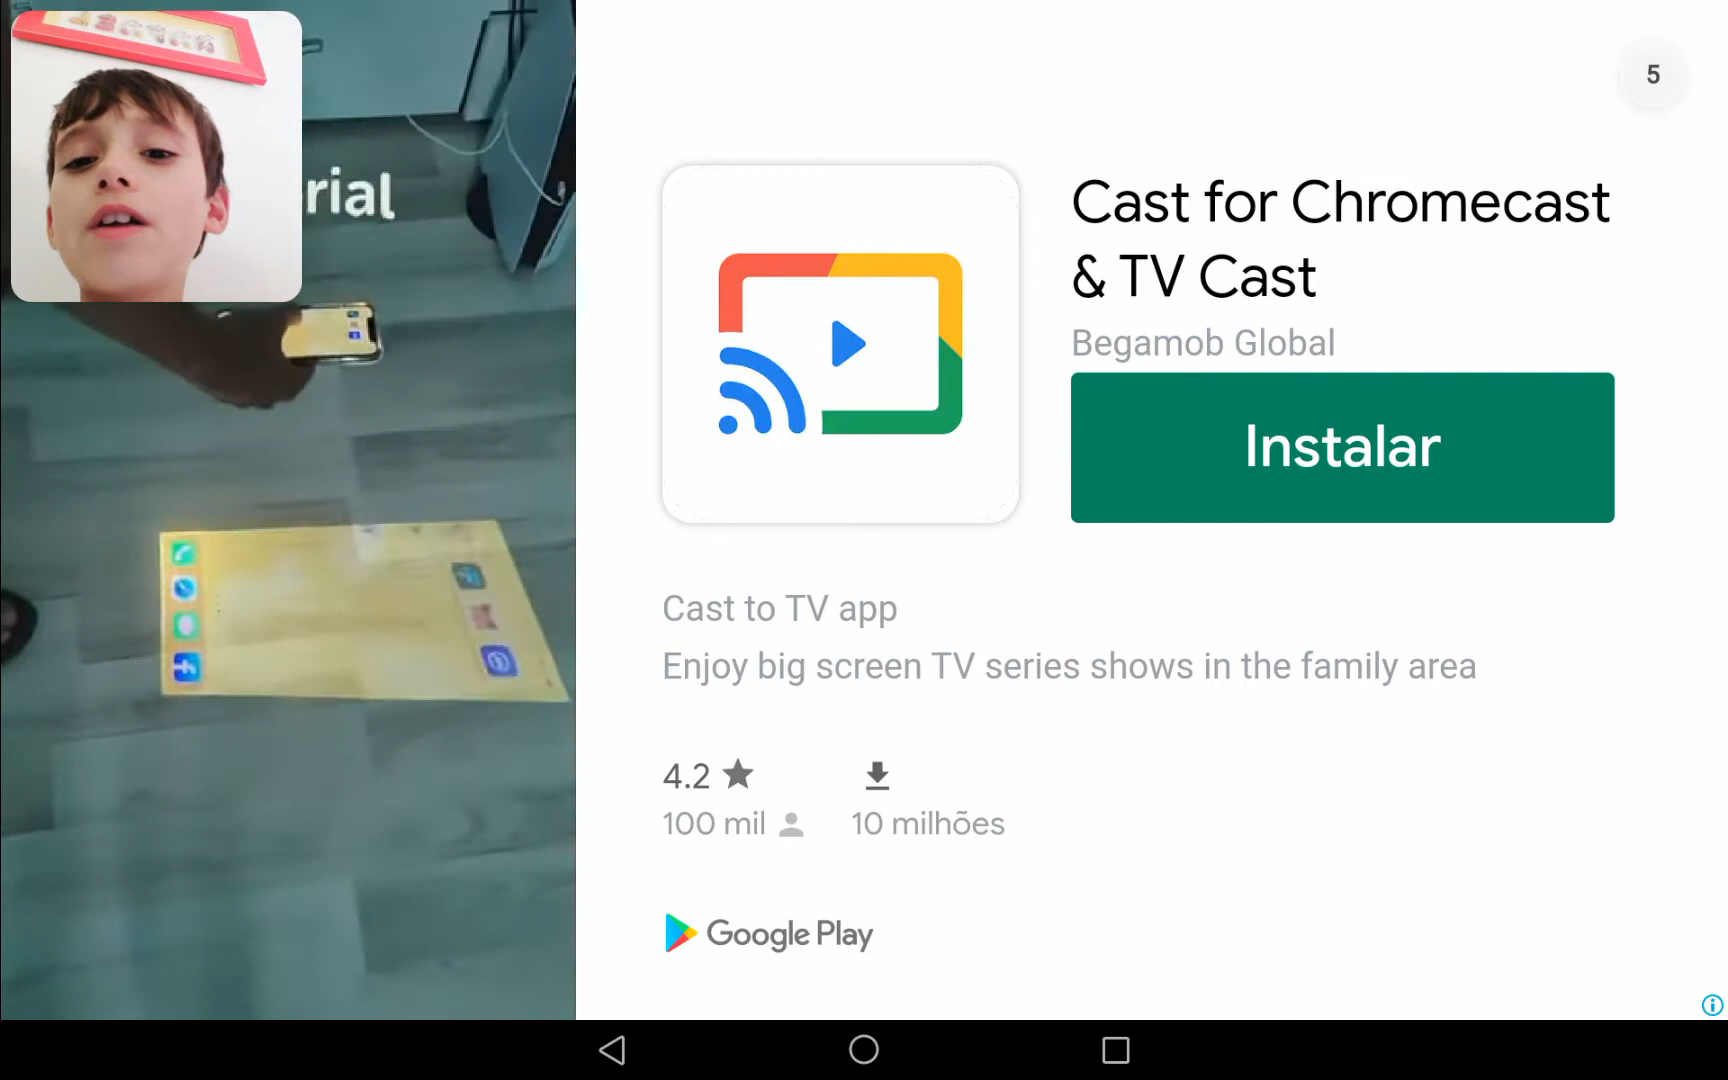 rial
5
Cast for Chromecast
& TV Cast
Begamob Global
Instalar
Cast to TV app
Enjoy big screen TV series shows in the family area
4.2
100 mil
10 milhões
Google Play